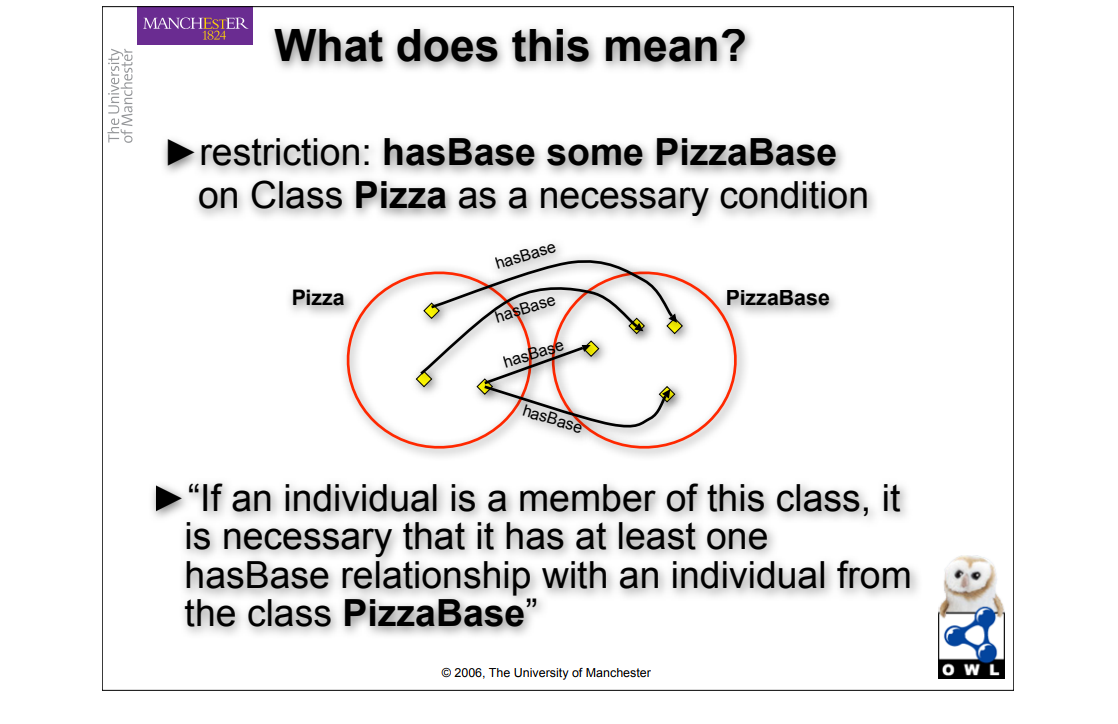 MANCHESTER
1824
The University
of Manchester
What does this mean?
►restriction: hasBase some PizzaBase
on Class Pizza as a necessary condition
hasBase
Pizza
hasBase
PizzaBase
hasBase
hasBase
►“If an individual is a member of this class, it
is necessary that it has at least one
hasBase relationship with an individual from
the class PizzaBase”
OWL
© 2006, The University of Manchester